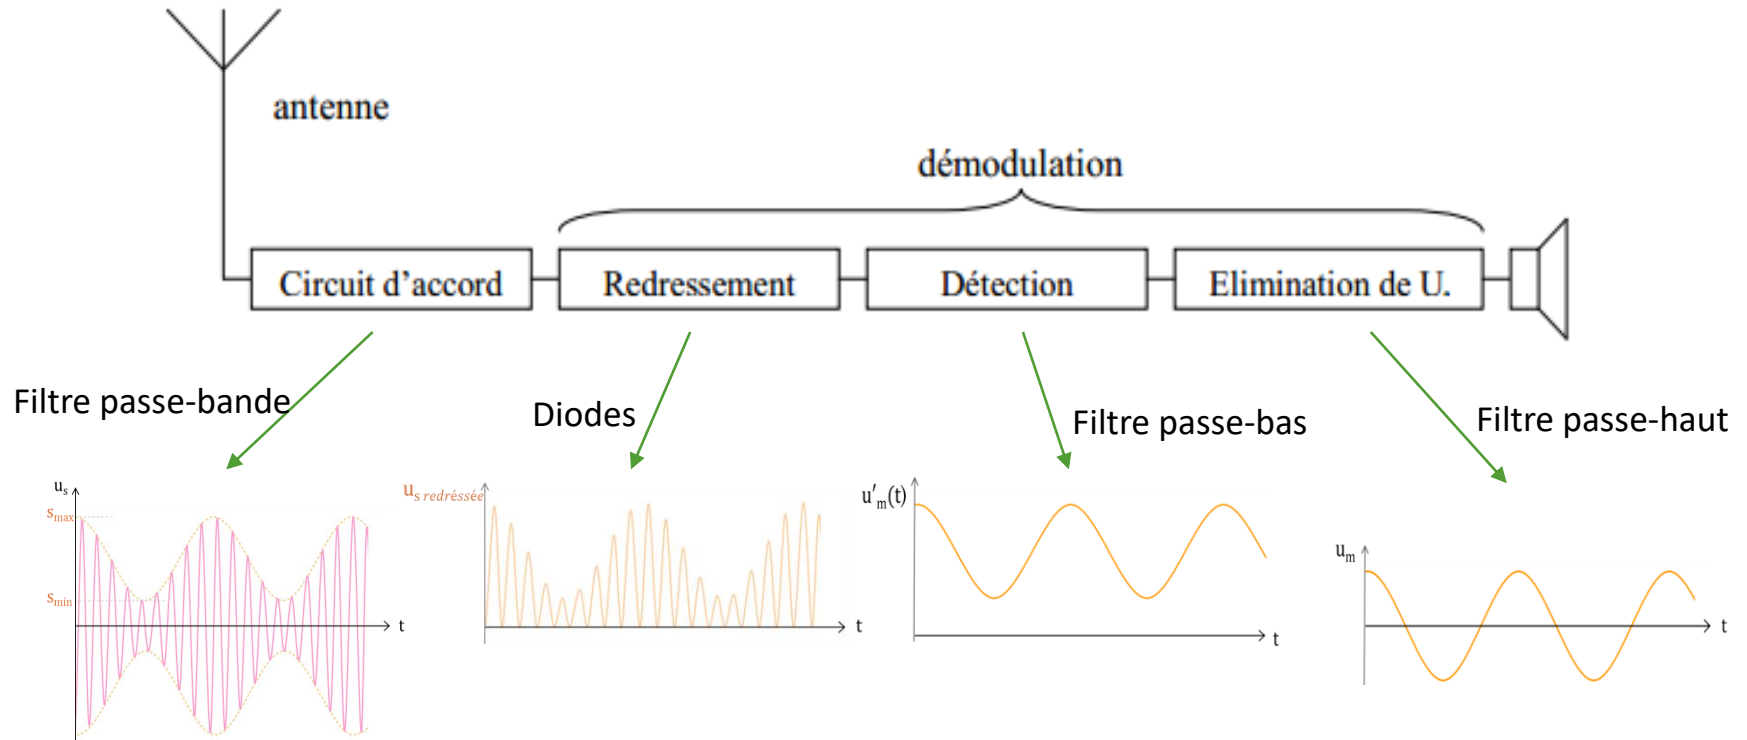 antenne
démodulation
Circuit d’accord
Redressement
Détection
Elimination de U.
Filtre passe-bande
Diodes
Filtre passe-bas
Filtre passe-haut
uₛ
sₘₐₓ
sₘᵢₙ
t
u s redréssée
t
u'ₘ(t)
t
uₘ
t